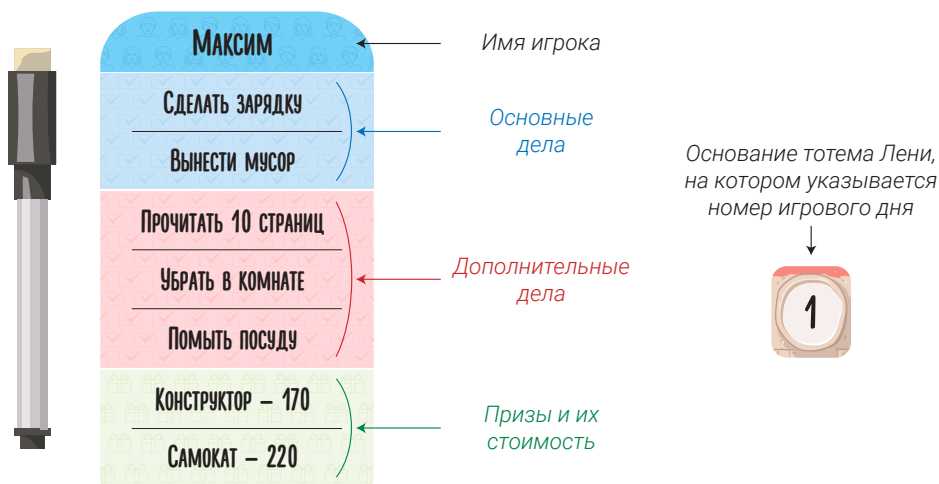 Максим
Имя игрока
Сделать зарядку
Вынести мусор
Основные
дела
Прочитать 10 страниц
Убрать в комнате
Помыть посуду
Дополнительные
дела
Конструктор – 170
Самокат – 220
Призы и их
стоимость
Основание тотема Лени,
на котором указывается
номер игрового дня
1